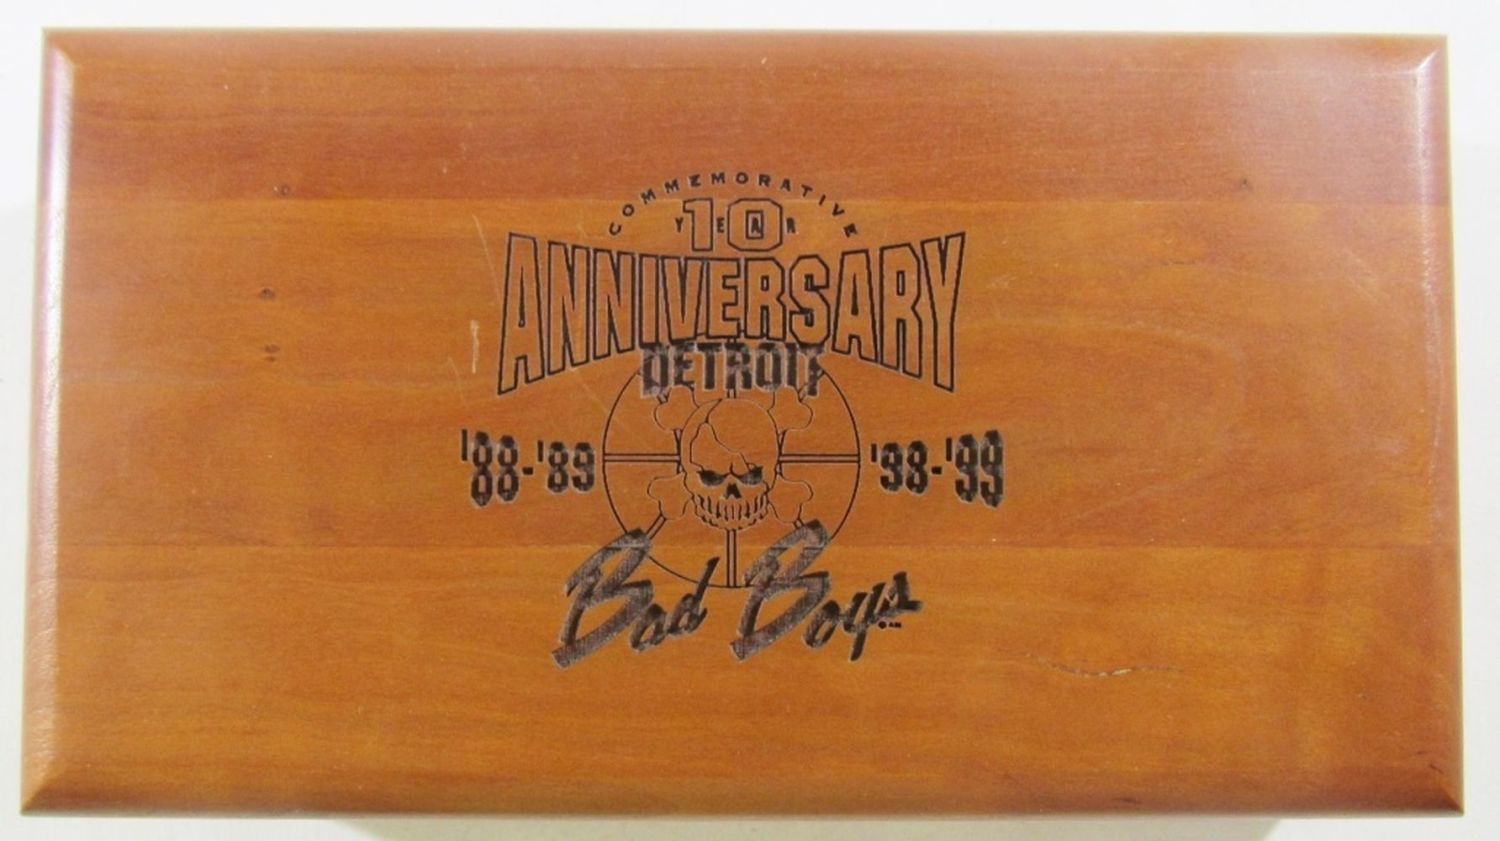 COMMEMORATIVE
10 YEAR
ANNIVERSARY
DETROIT
'88-'89 '98-'99
Bad Boys